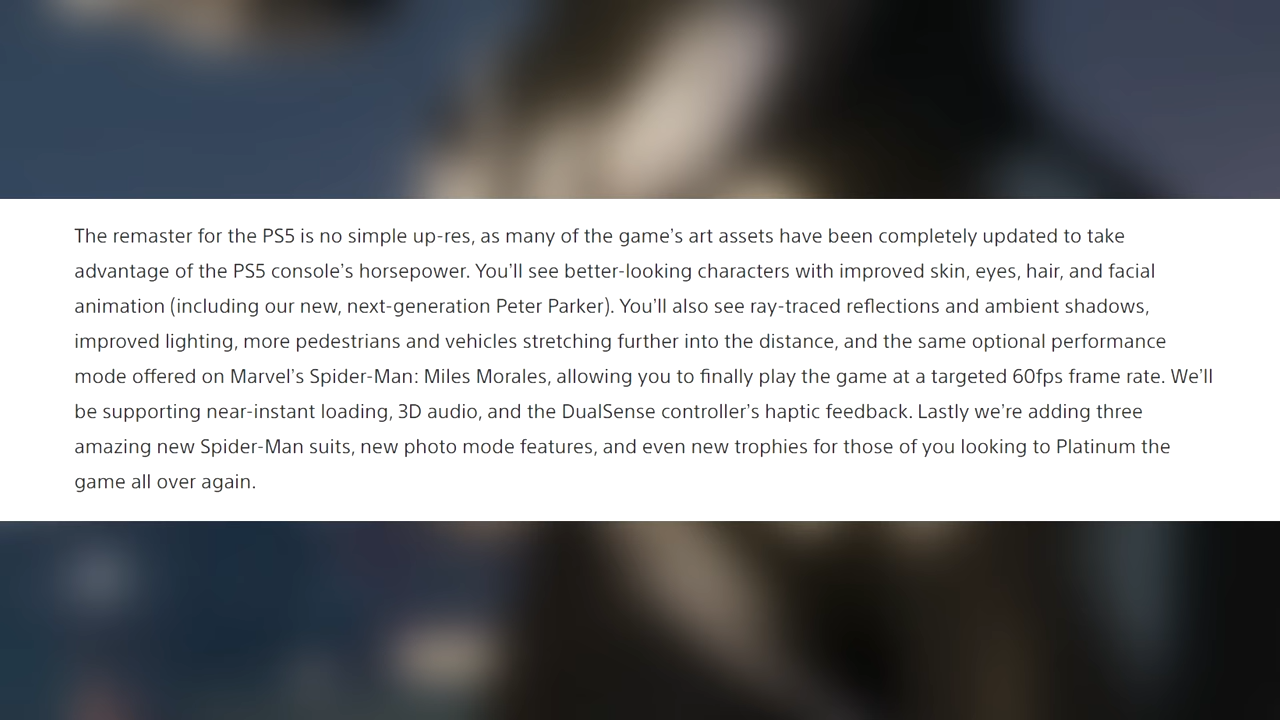 The remaster for the PS5 is no simple up-res, as many of the game’s art assets have been completely updated to take
advantage of the PS5 console’s horsepower. You’ll see better-looking characters with improved skin, eyes, hair, and facial
animation (including our new, next-generation Peter Parker). You’ll also see ray-traced reflections and ambient shadows,
improved lighting, more pedestrians and vehicles stretching further into the distance, and the same optional performance
mode offered on Marvel’s Spider-Man: Miles Morales, allowing you to finally play the game at a targeted 60fps frame rate. We’ll
be supporting near-instant loading, 3D audio, and the DualSense controller’s haptic feedback. Lastly we’re adding three
amazing new Spider-Man suits, new photo mode features, and even new trophies for those of you looking to Platinum the
game all over again.